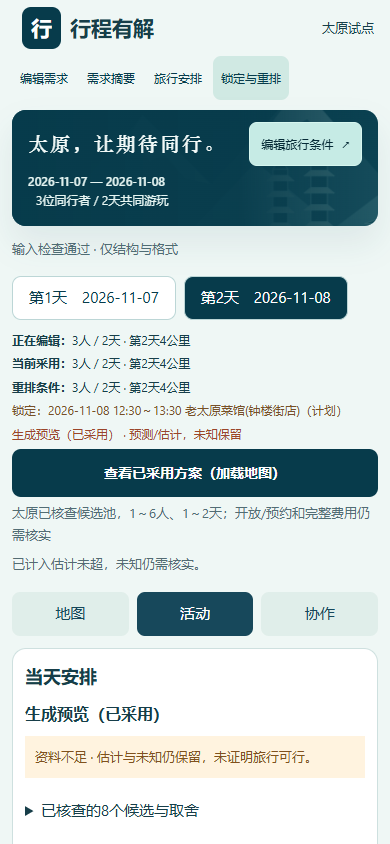 行 行程有解 太原试点
编辑需求 需求摘要 旅行安排 锁定与重排
太原，让期待同行。 编辑旅行条件 ↗
2026-11-07 — 2026-11-08
3位同行者 / 2天共同游玩
输入检查通过 · 仅结构与格式
第1天 2026-11-07 第2天 2026-11-08
正在编辑：3人 / 2天 · 第2天4公里
当前采用：3人 / 2天 · 第2天4公里
重排条件：3人 / 2天 · 第2天4公里
锁定：2026-11-08 12:30～13:30 老太原菜馆(钟楼街店)（计划）
生成预览（已采用） · 预测/估计，未知保留
查看已采用方案（加载地图）
太原已核查候选池，1～6人、1～2天；开放/预约和完整费用仍
需核实
已计入估计未超，未知仍需核实。
地图 活动 协作
当天安排
生成预览（已采用）
资料不足 · 估计与未知仍保留，未证明旅行可行。
▶ 已核查的8个候选与取舍